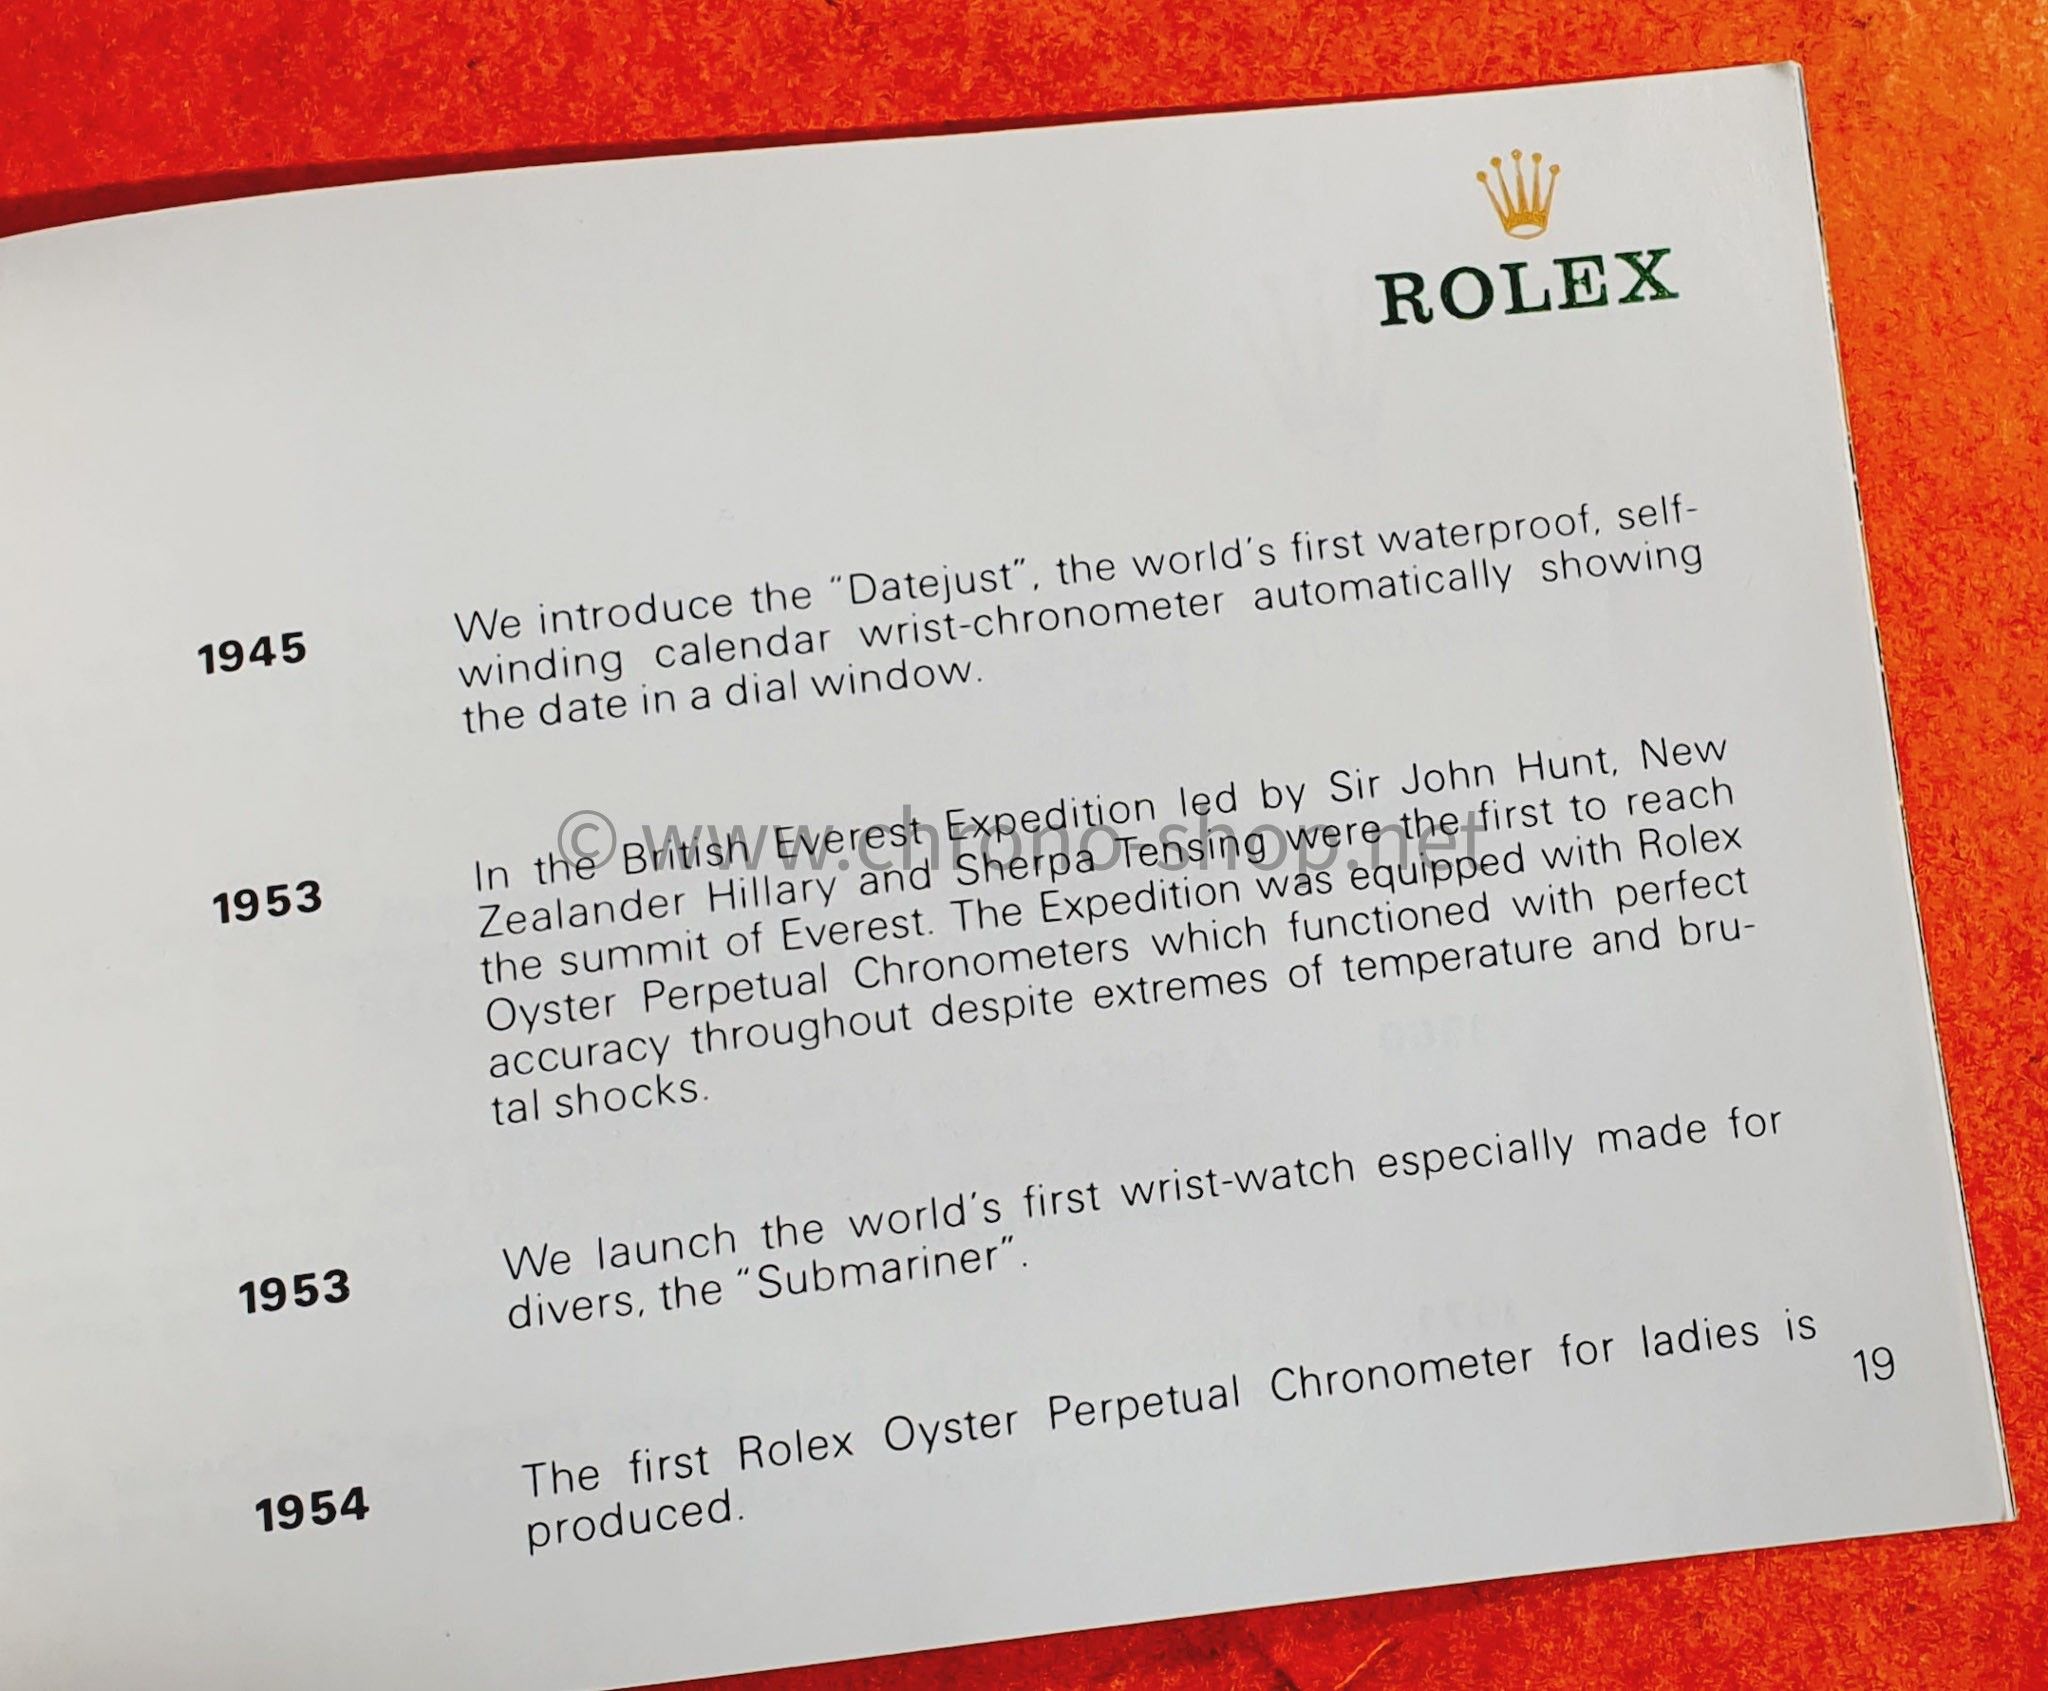 ROLEX
1945
We introduce the "Datejust", the world's first waterproof, self-
winding calendar wrist-chronometer automatically showing
the date in a dial window.
1953
In the British Everest Expedition led by Sir John Hunt, New
Zealander Hillary and Sherpa Tensing were the first to reach
the summit of Everest. The Expedition was equipped with Rolex
Oyster Perpetual Chronometers which functioned with perfect
accuracy throughout despite extremes of temperature and bru-
tal shocks.
© www.chrono-shop.net
1953
We launch the world's first wrist-watch especially made for
divers, the "Submariner".
1954
The first Rolex Oyster Perpetual Chronometer for ladies is
produced.
19